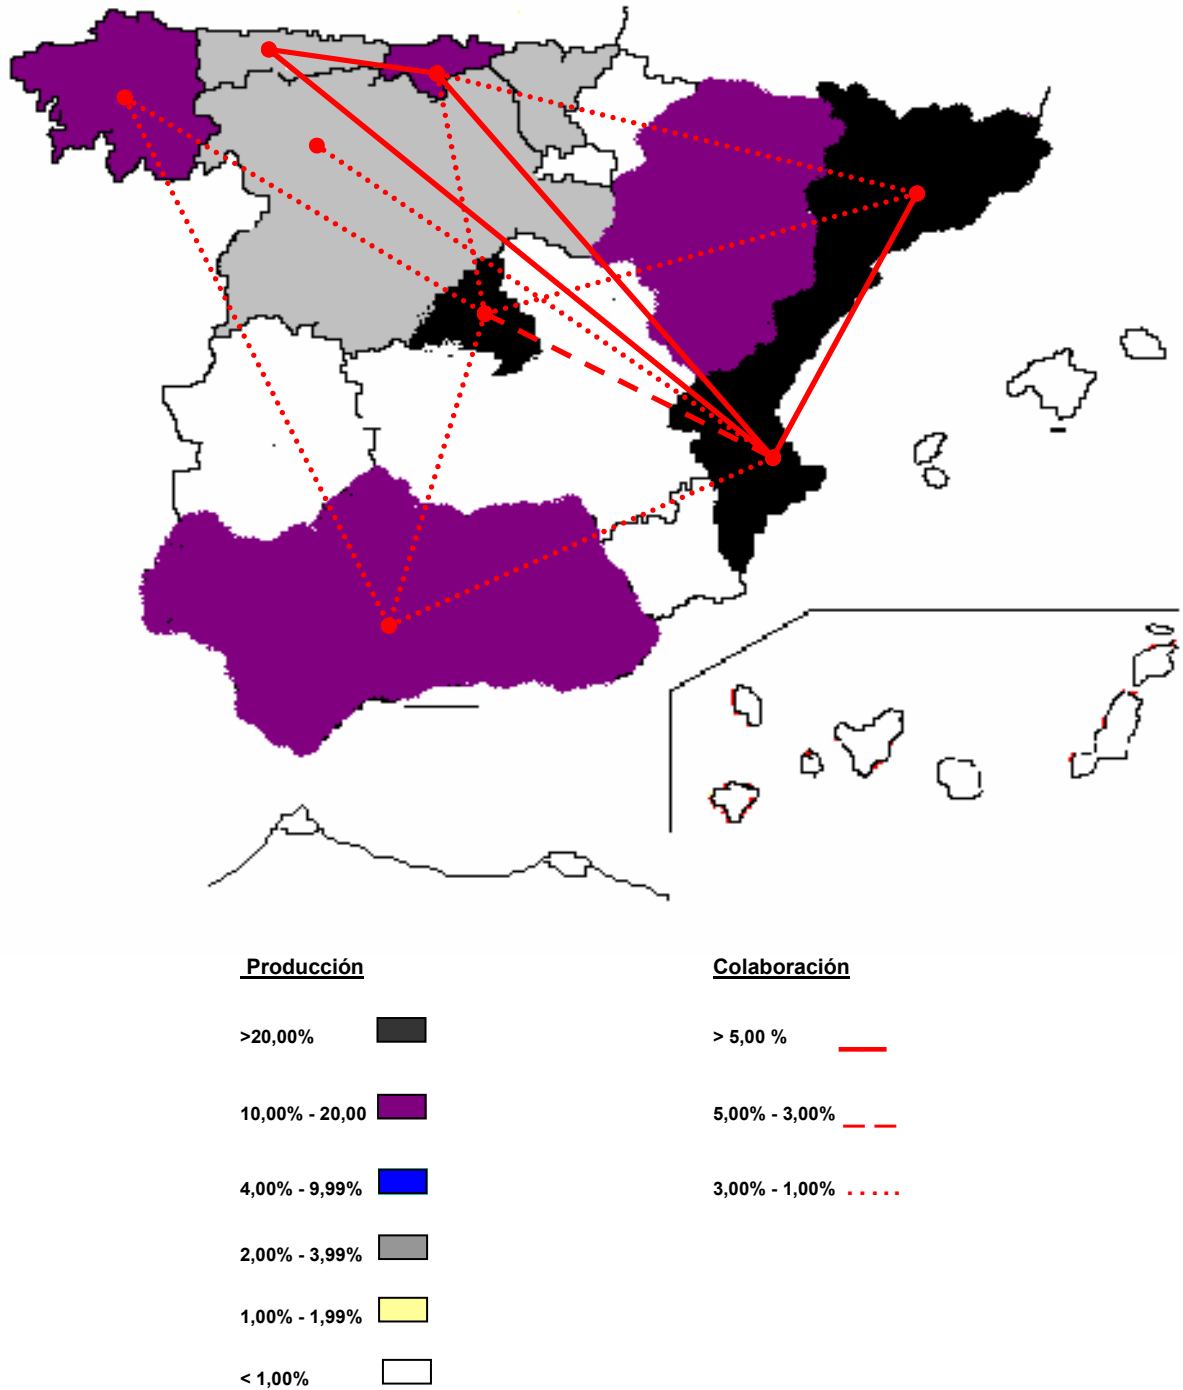 Producción
>20,00%
10,00% - 20,00
4,00% - 9,99%
2,00% - 3,99%
1,00% - 1,99%
< 1,00%
Colaboración
> 5,00 %
5,00% - 3,00%
3,00% - 1,00%